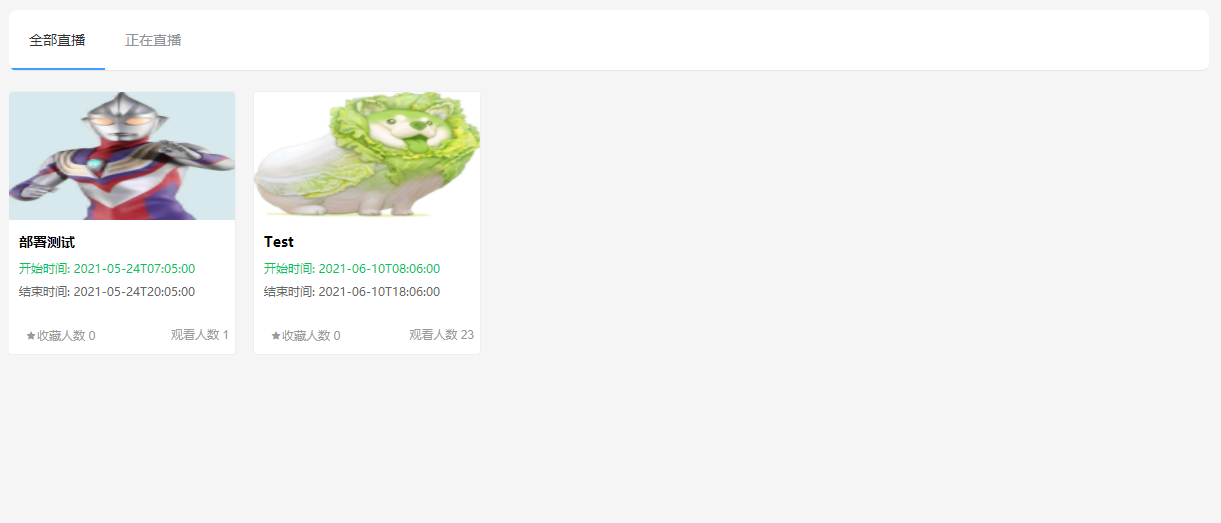 全部直播 正在直播
部署测试
开始时间: 2021-05-24T07:05:00
结束时间: 2021-05-24T20:05:00
★收藏人数 0 观看人数 1
Test
开始时间: 2021-06-10T08:06:00
结束时间: 2021-06-10T18:06:00
★收藏人数 0 观看人数 23